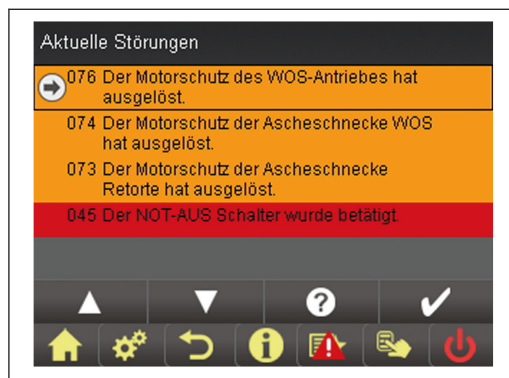 Aktuelle Störungen
076 Der Motorschutz des WOS-Antriebes hat
ausgelöst.
074 Der Motorschutz der Ascheschnecke WOS
hat ausgelöst.
073 Der Motorschutz der Ascheschnecke
Retorte hat ausgelöst.
045 Der NOT-AUS Schalter wurde betätigt.